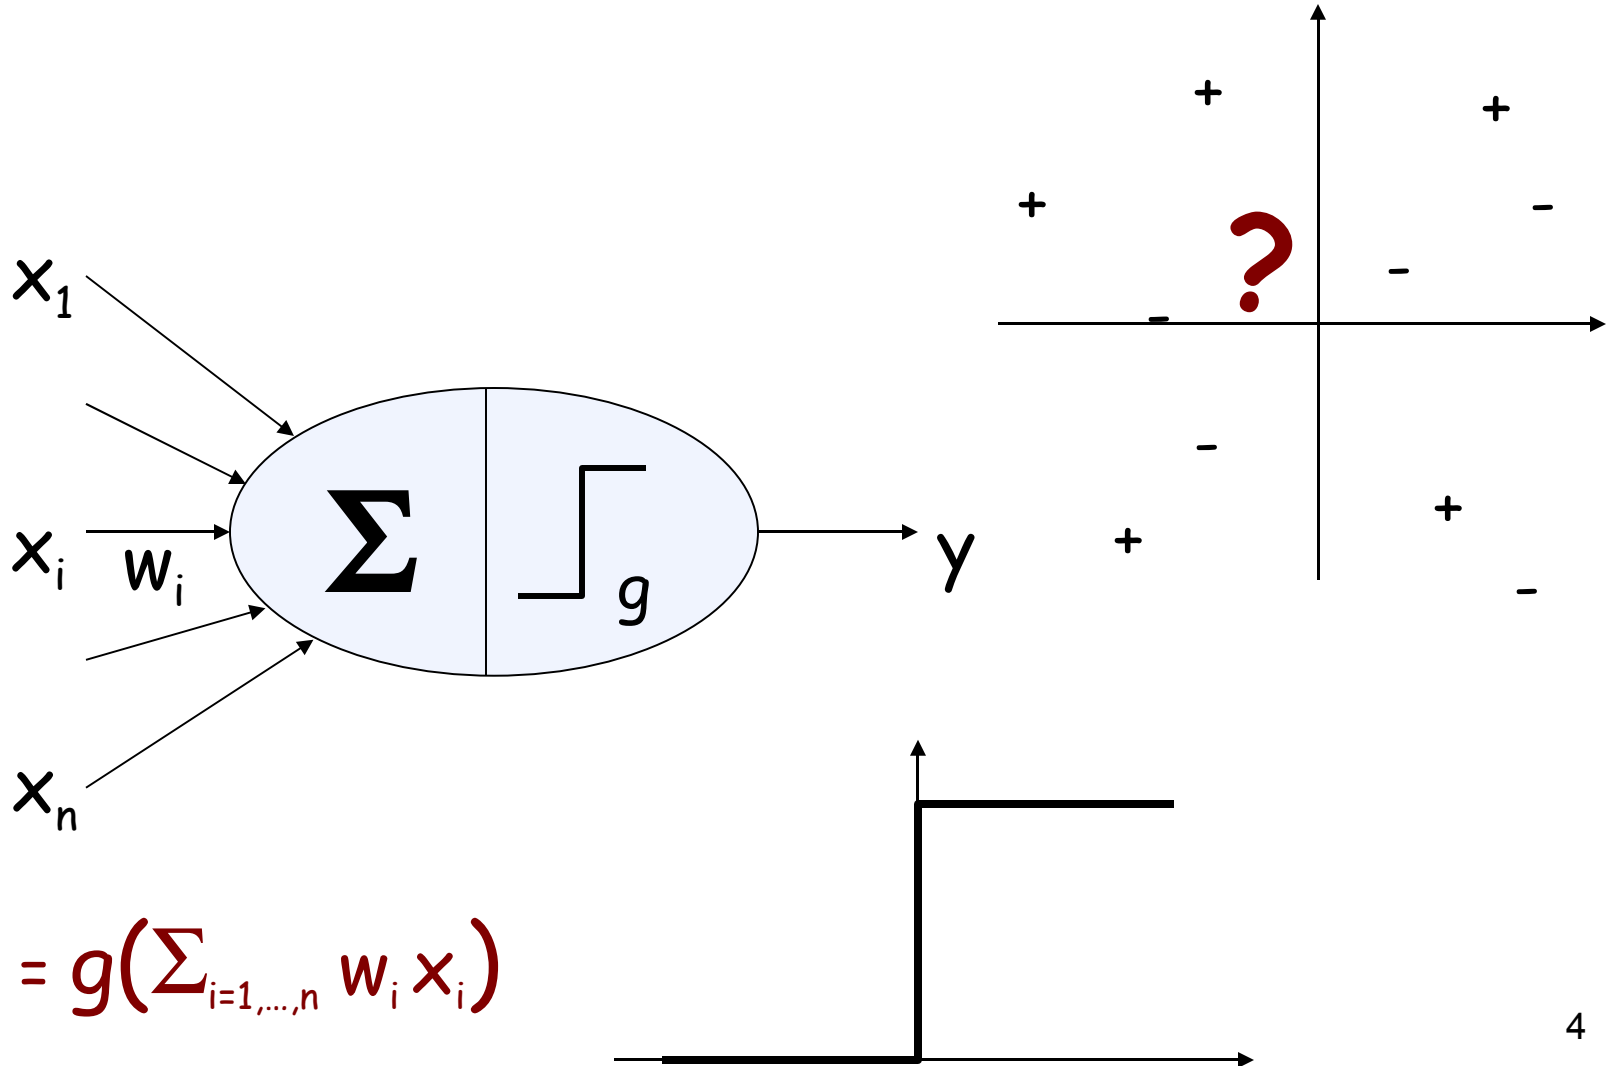 + +
+ -
?
-
-
x₁
-
Σ
g
+
+
xᵢ wᵢ
y
-
xₙ
= g(Σᵢ₌₁,...,ₙ wᵢ xᵢ)
4